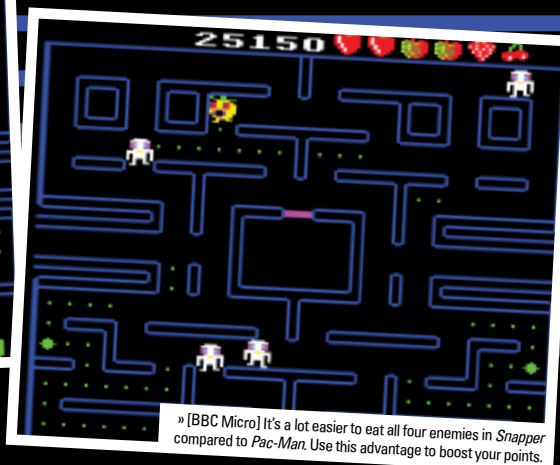 25150
» [BBC Micro] It's a lot easier to eat all four enemies in Snapper
compared to Pac-Man. Use this advantage to boost your points.